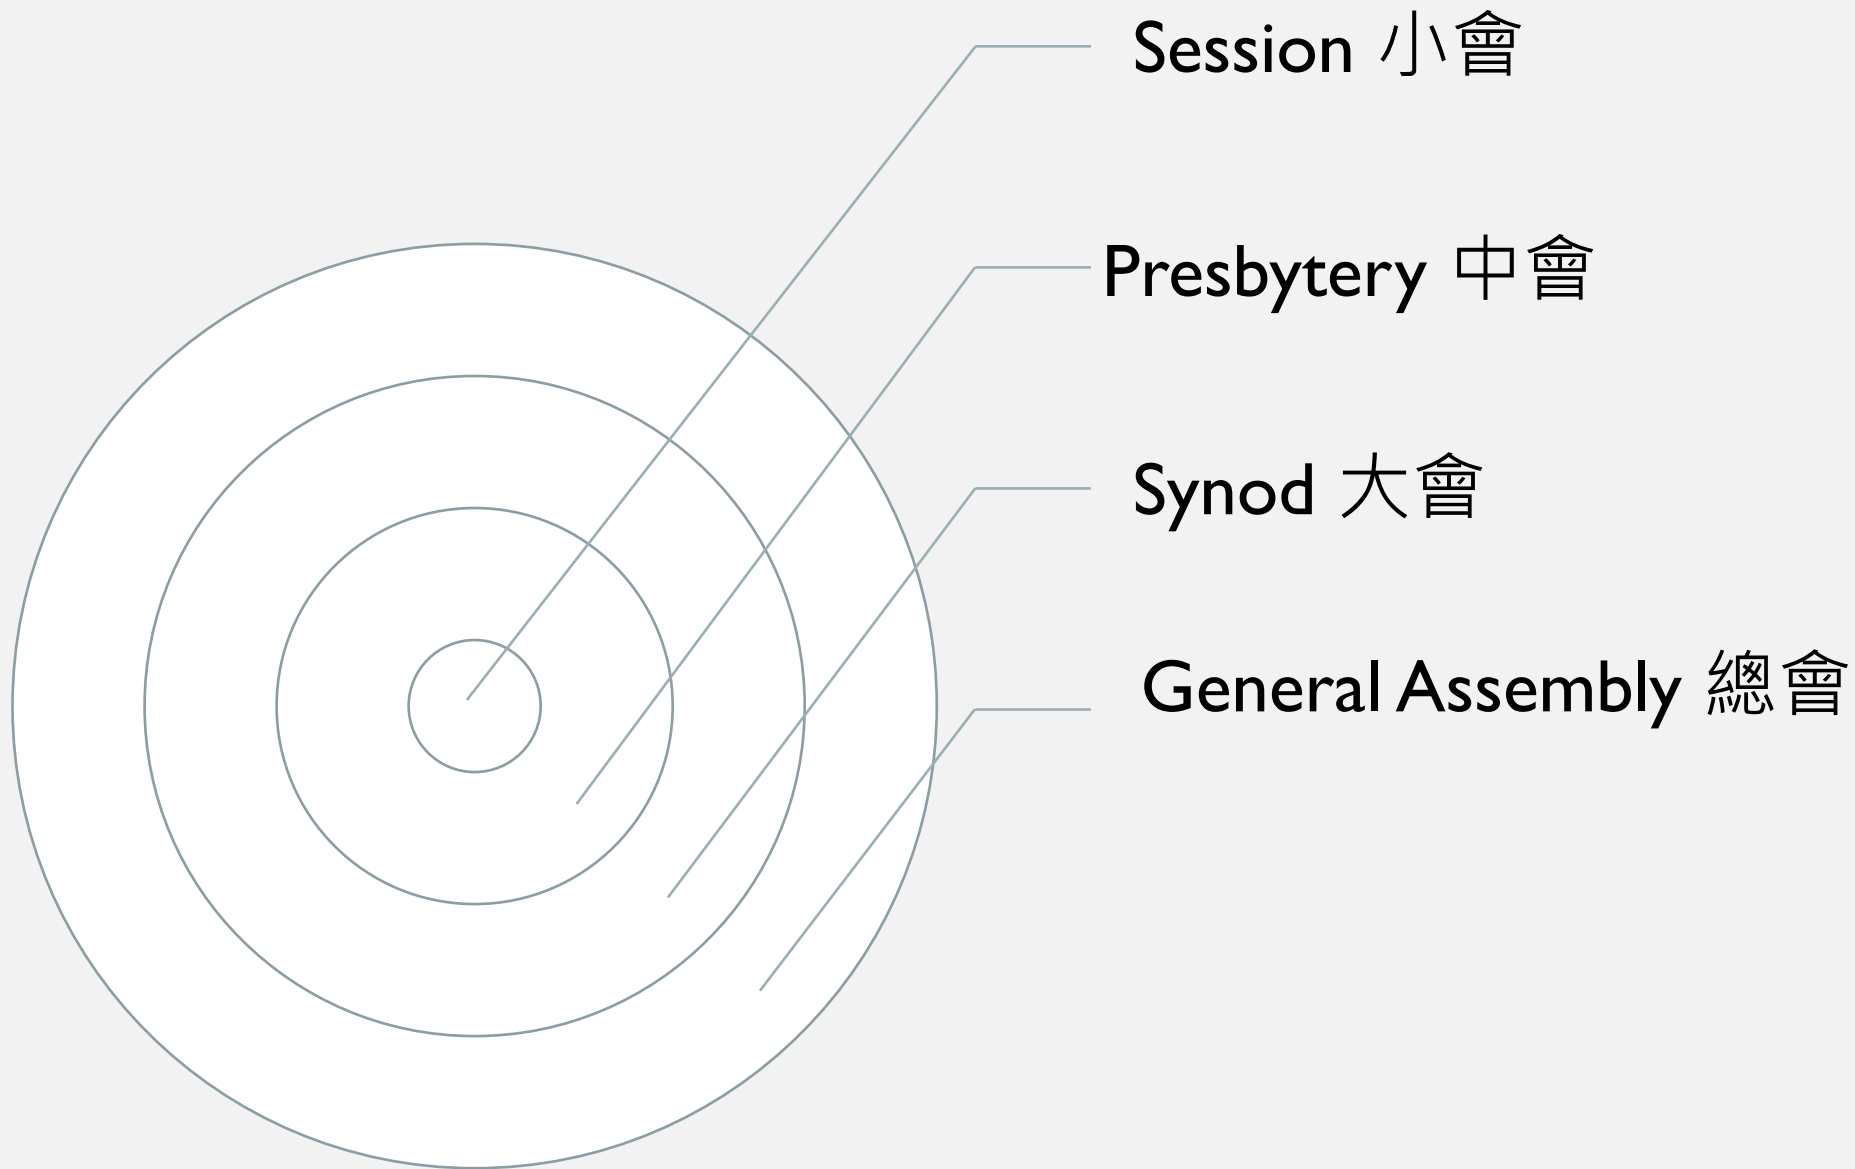 Session 小會
Presbytery 中會
Synod 大會
General Assembly 總會